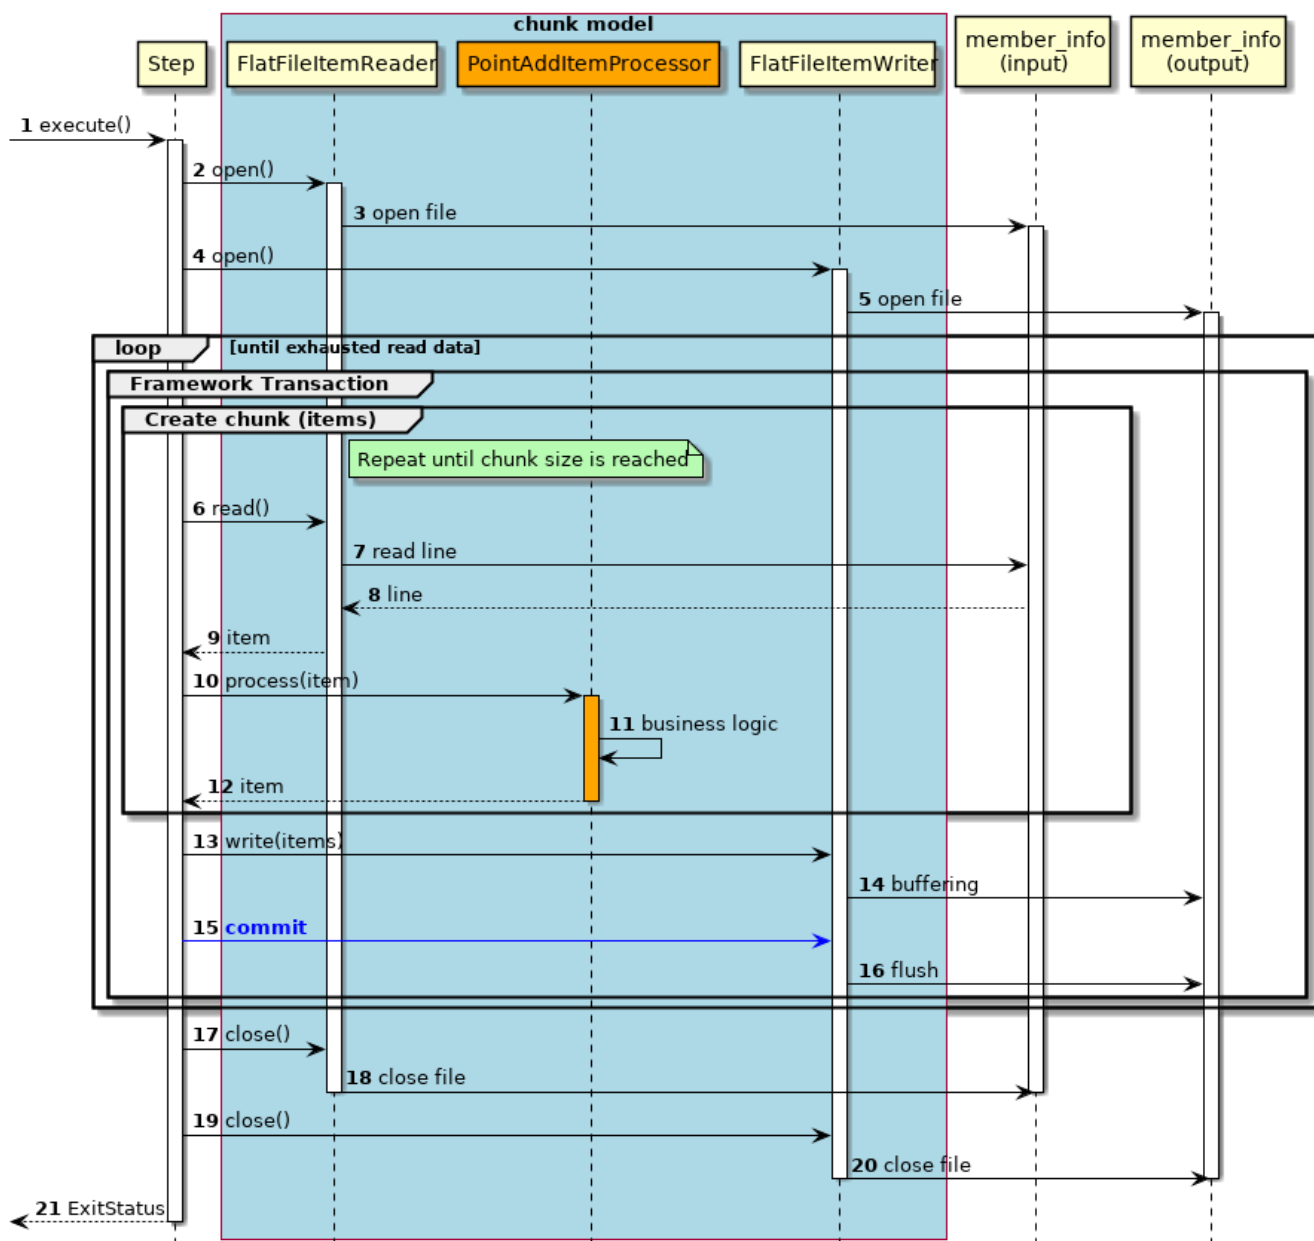 chunk model
Step
FlatFileItemReader
PointAddItemProcessor
FlatFileItemWriter
member_info
(input)
member_info
(output)
1 execute()
2 open()
3 open file
4 open()
5 open file
loop [until exhausted read data]
Framework Transaction
Create chunk (items)
Repeat until chunk size is reached
6 read()
7 read line
8 line
9 item
10 process(item)
11 business logic
12 item
13 write(items)
14 buffering
15 commit
16 flush
17 close()
18 close file
19 close()
20 close file
21 ExitStatus